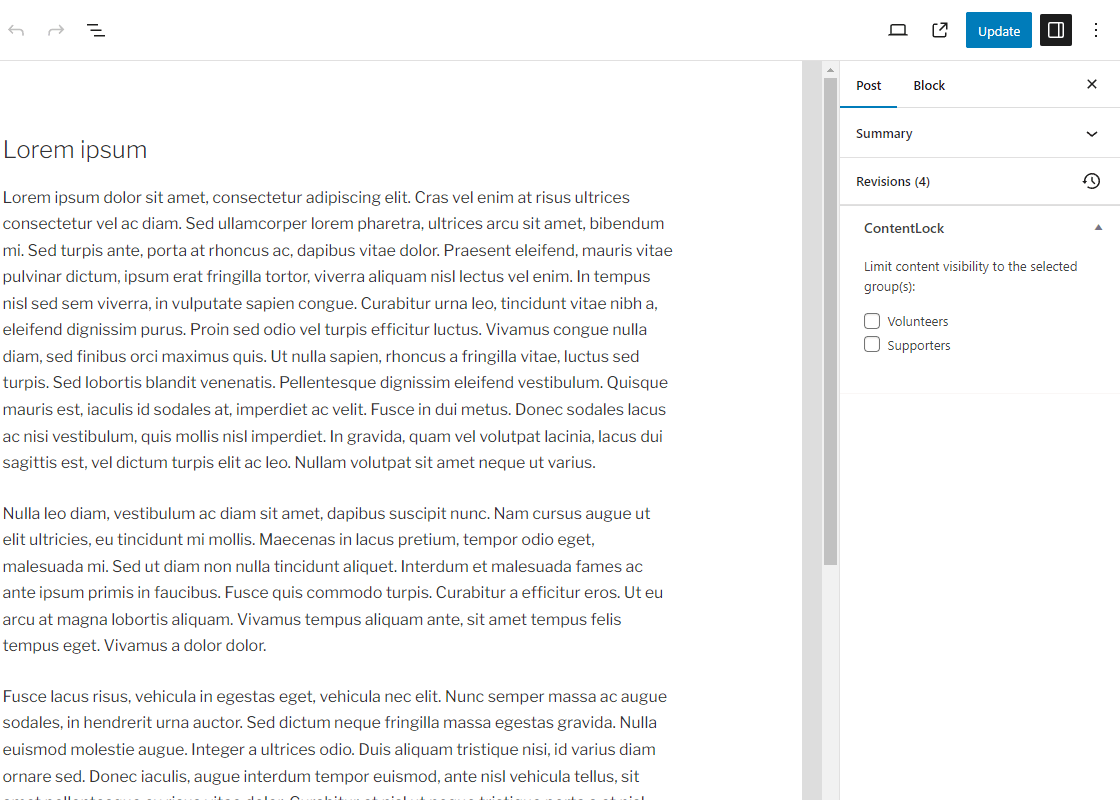 Update
Post
Block
Summary
Revisions (4)
ContentLock
Limit content visibility to the selected
group(s):
Volunteers
Supporters
Lorem ipsum
Lorem ipsum dolor sit amet, consectetur adipiscing elit. Cras vel enim at risus ultrices
consectetur vel ac diam. Sed ullamcorper lorem pharetra, ultrices arcu sit amet, bibendum
mi. Sed turpis ante, porta at rhoncus ac, dapibus vitae dolor. Praesent eleifend, mauris vitae
pulvinar dictum, ipsum erat fringilla tortor, viverra aliquam nisl lectus vel enim. In tempus
nisl sed sem viverra, in vulputate sapien congue. Curabitur urna leo, tincidunt vitae nibh a,
eleifend dignissim purus. Proin sed odio vel turpis efficitur luctus. Vivamus congue nulla
diam, sed finibus orci maximus quis. Ut nulla sapien, rhoncus a fringilla vitae, luctus sed
turpis. Sed lobortis blandit venenatis. Pellentesque dignissim eleifend vestibulum. Quisque
mauris est, iaculis id sodales at, imperdiet ac velit. Fusce in dui metus. Donec sodales lacus
ac nisi vestibulum, quis mollis nisl imperdiet. In gravida, quam vel volutpat lacinia, lacus dui
sagittis est, vel dictum turpis elit ac leo. Nullam volutpat sit amet neque ut varius.
Nulla leo diam, vestibulum ac diam sit amet, dapibus suscipit nunc. Nam cursus augue ut
elit ultricies, eu tincidunt mi mollis. Maecenas in lacus pretium, tempor odio eget,
malesuada mi. Sed ut diam non nulla tincidunt aliquet. Interdum et malesuada fames ac
ante ipsum primis in faucibus. Fusce quis commodo turpis. Curabitur a efficitur eros. Ut eu
arcu at magna lobortis aliquam. Vivamus tempus aliquam ante, sit amet tempus felis
tempus eget. Vivamus a dolor dolor.
Fusce lacus risus, vehicula in egestas eget, vehicula nec elit. Nunc semper massa ac augue
sodales, in hendrerit urna auctor. Sed dictum neque fringilla massa egestas gravida. Nulla
euismod molestie augue. Integer a ultrices odio. Duis aliquam tristique nisi, id varius diam
ornare sed. Donec iaculis, augue interdum tempor euismod, ante nisl vehicula tellus, sit